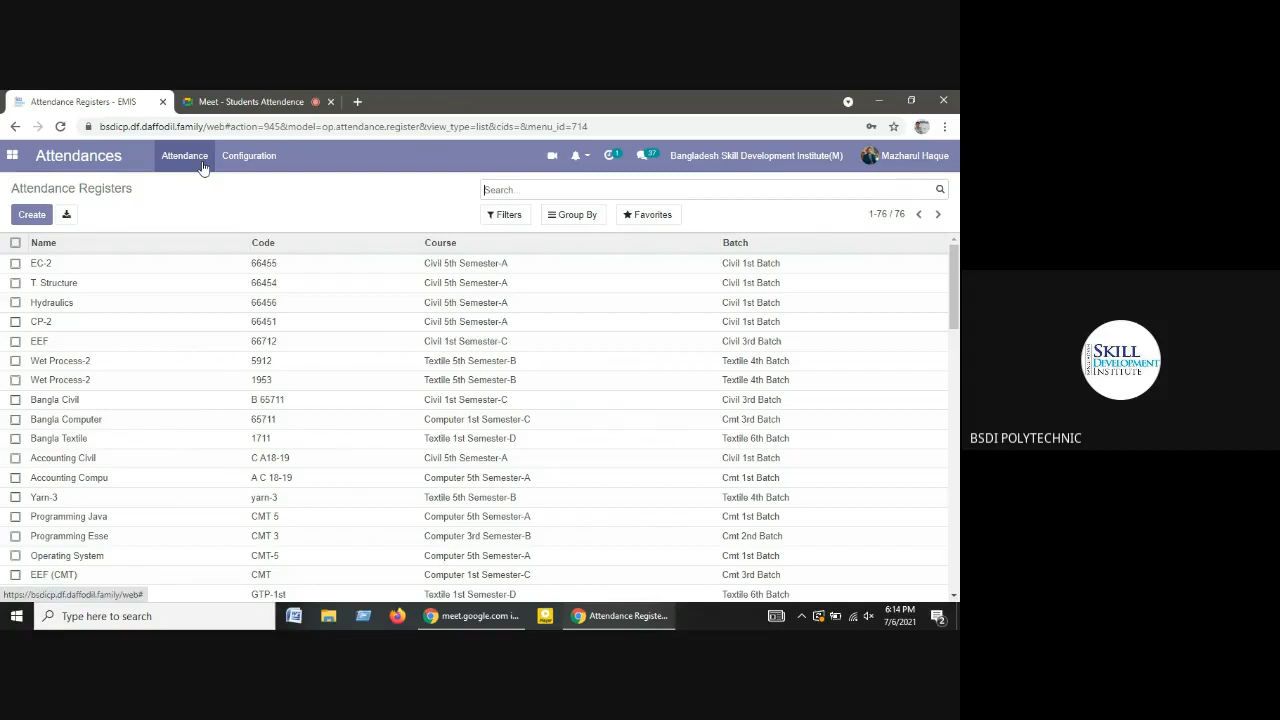 Attendance Registers - EMIS
Meet - Students Attendence
bsdicp.df.daffodil.family/web#action=945&model=op.attendance.register&view_type=list&cids=&menu_id=714
Attendances Attendance Configuration 1 37 Bangladesh Skill Development Institute(M) Mazharul Haque
Attendance Registers
Search...
Create Filters Group By Favorites 1-76 / 76
Name Code Course Batch
EC-2 66455 Civil 5th Semester-A Civil 1st Batch
T. Structure 66454 Civil 5th Semester-A Civil 1st Batch
Hydraulics 66456 Civil 5th Semester-A Civil 1st Batch
CP-2 66451 Civil 5th Semester-A Civil 1st Batch
EEF 66712 Civil 1st Semester-C Civil 3rd Batch
Wet Process-2 5912 Textile 5th Semester-B Textile 4th Batch
Wet Process-2 1953 Textile 5th Semester-B Textile 4th Batch
Bangla Civil B 65711 Civil 1st Semester-C Civil 3rd Batch
Bangla Computer 65711 Computer 1st Semester-C Cmt 3rd Batch
Bangla Textile 1711 Textile 1st Semester-D Textile 6th Batch
Accounting Civil C A18-19 Civil 5th Semester-A Civil 1st Batch
Accounting Compu A C 18-19 Computer 5th Semester-A Cmt 1st Batch
Yarn-3 yarn-3 Textile 5th Semester-B Textile 4th Batch
Programming Java CMT 5 Computer 5th Semester-A Cmt 1st Batch
Programming Esse CMT 3 Computer 3rd Semester-B Cmt 2nd Batch
Operating System CMT-5 Computer 5th Semester-A Cmt 1st Batch
EEF (CMT) CMT Computer 1st Semester-C Cmt 3rd Batch
https://bsdicp.df.daffodil.family/web# GTP-1st Textile 1st Semester-D Textile 6th Batch
Type here to search
meet.google.com i...
Attendance Registe...
6:14 PM
7/6/2021
2
SKILL
DEVELOPMENT
INSTITUTE
BSDI POLYTECHNIC